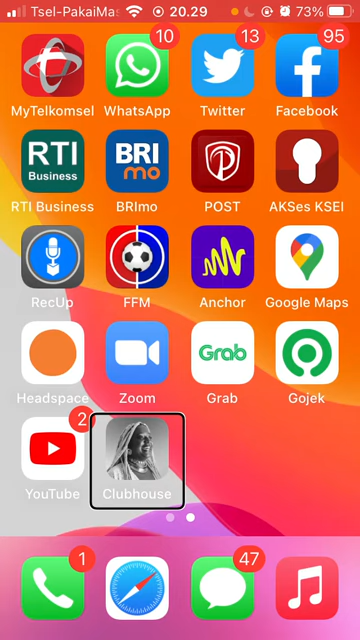 Tsel-PakaiMas 20.29 73%
10 13 95
MyTelkomsel WhatsApp Twitter Facebook
RTI Business BRI mo
RTI Business BRImo POST AKSes KSEI
RecUp FFM Anchor Google Maps
Grab
Headspace Zoom Grab Gojek
2
YouTube Clubhouse
1 47